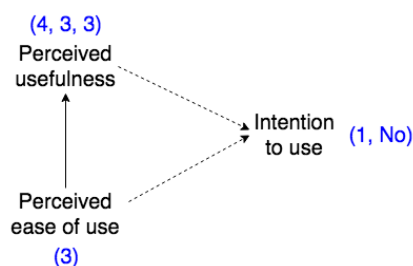 (4, 3, 3)
Perceived
usefulness
Intention
to use
(1, No)
Perceived
ease of use
(3)